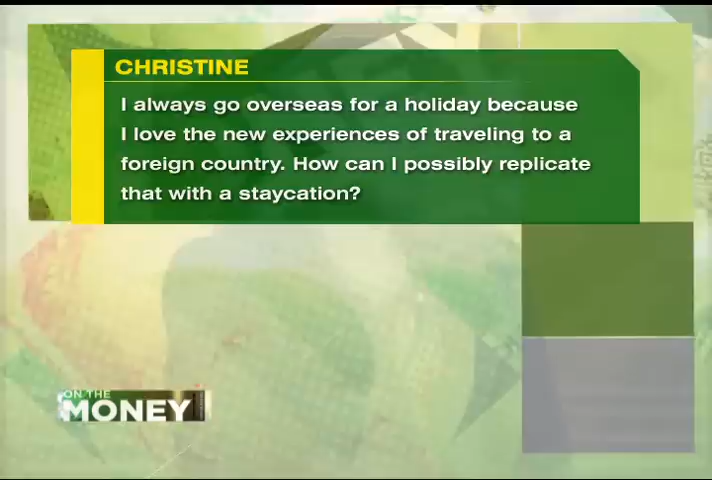 CHRISTINE
I always go overseas for a holiday because
I love the new experiences of traveling to a
foreign country. How can I possibly replicate
that with a staycation?
ON THE
MONEY